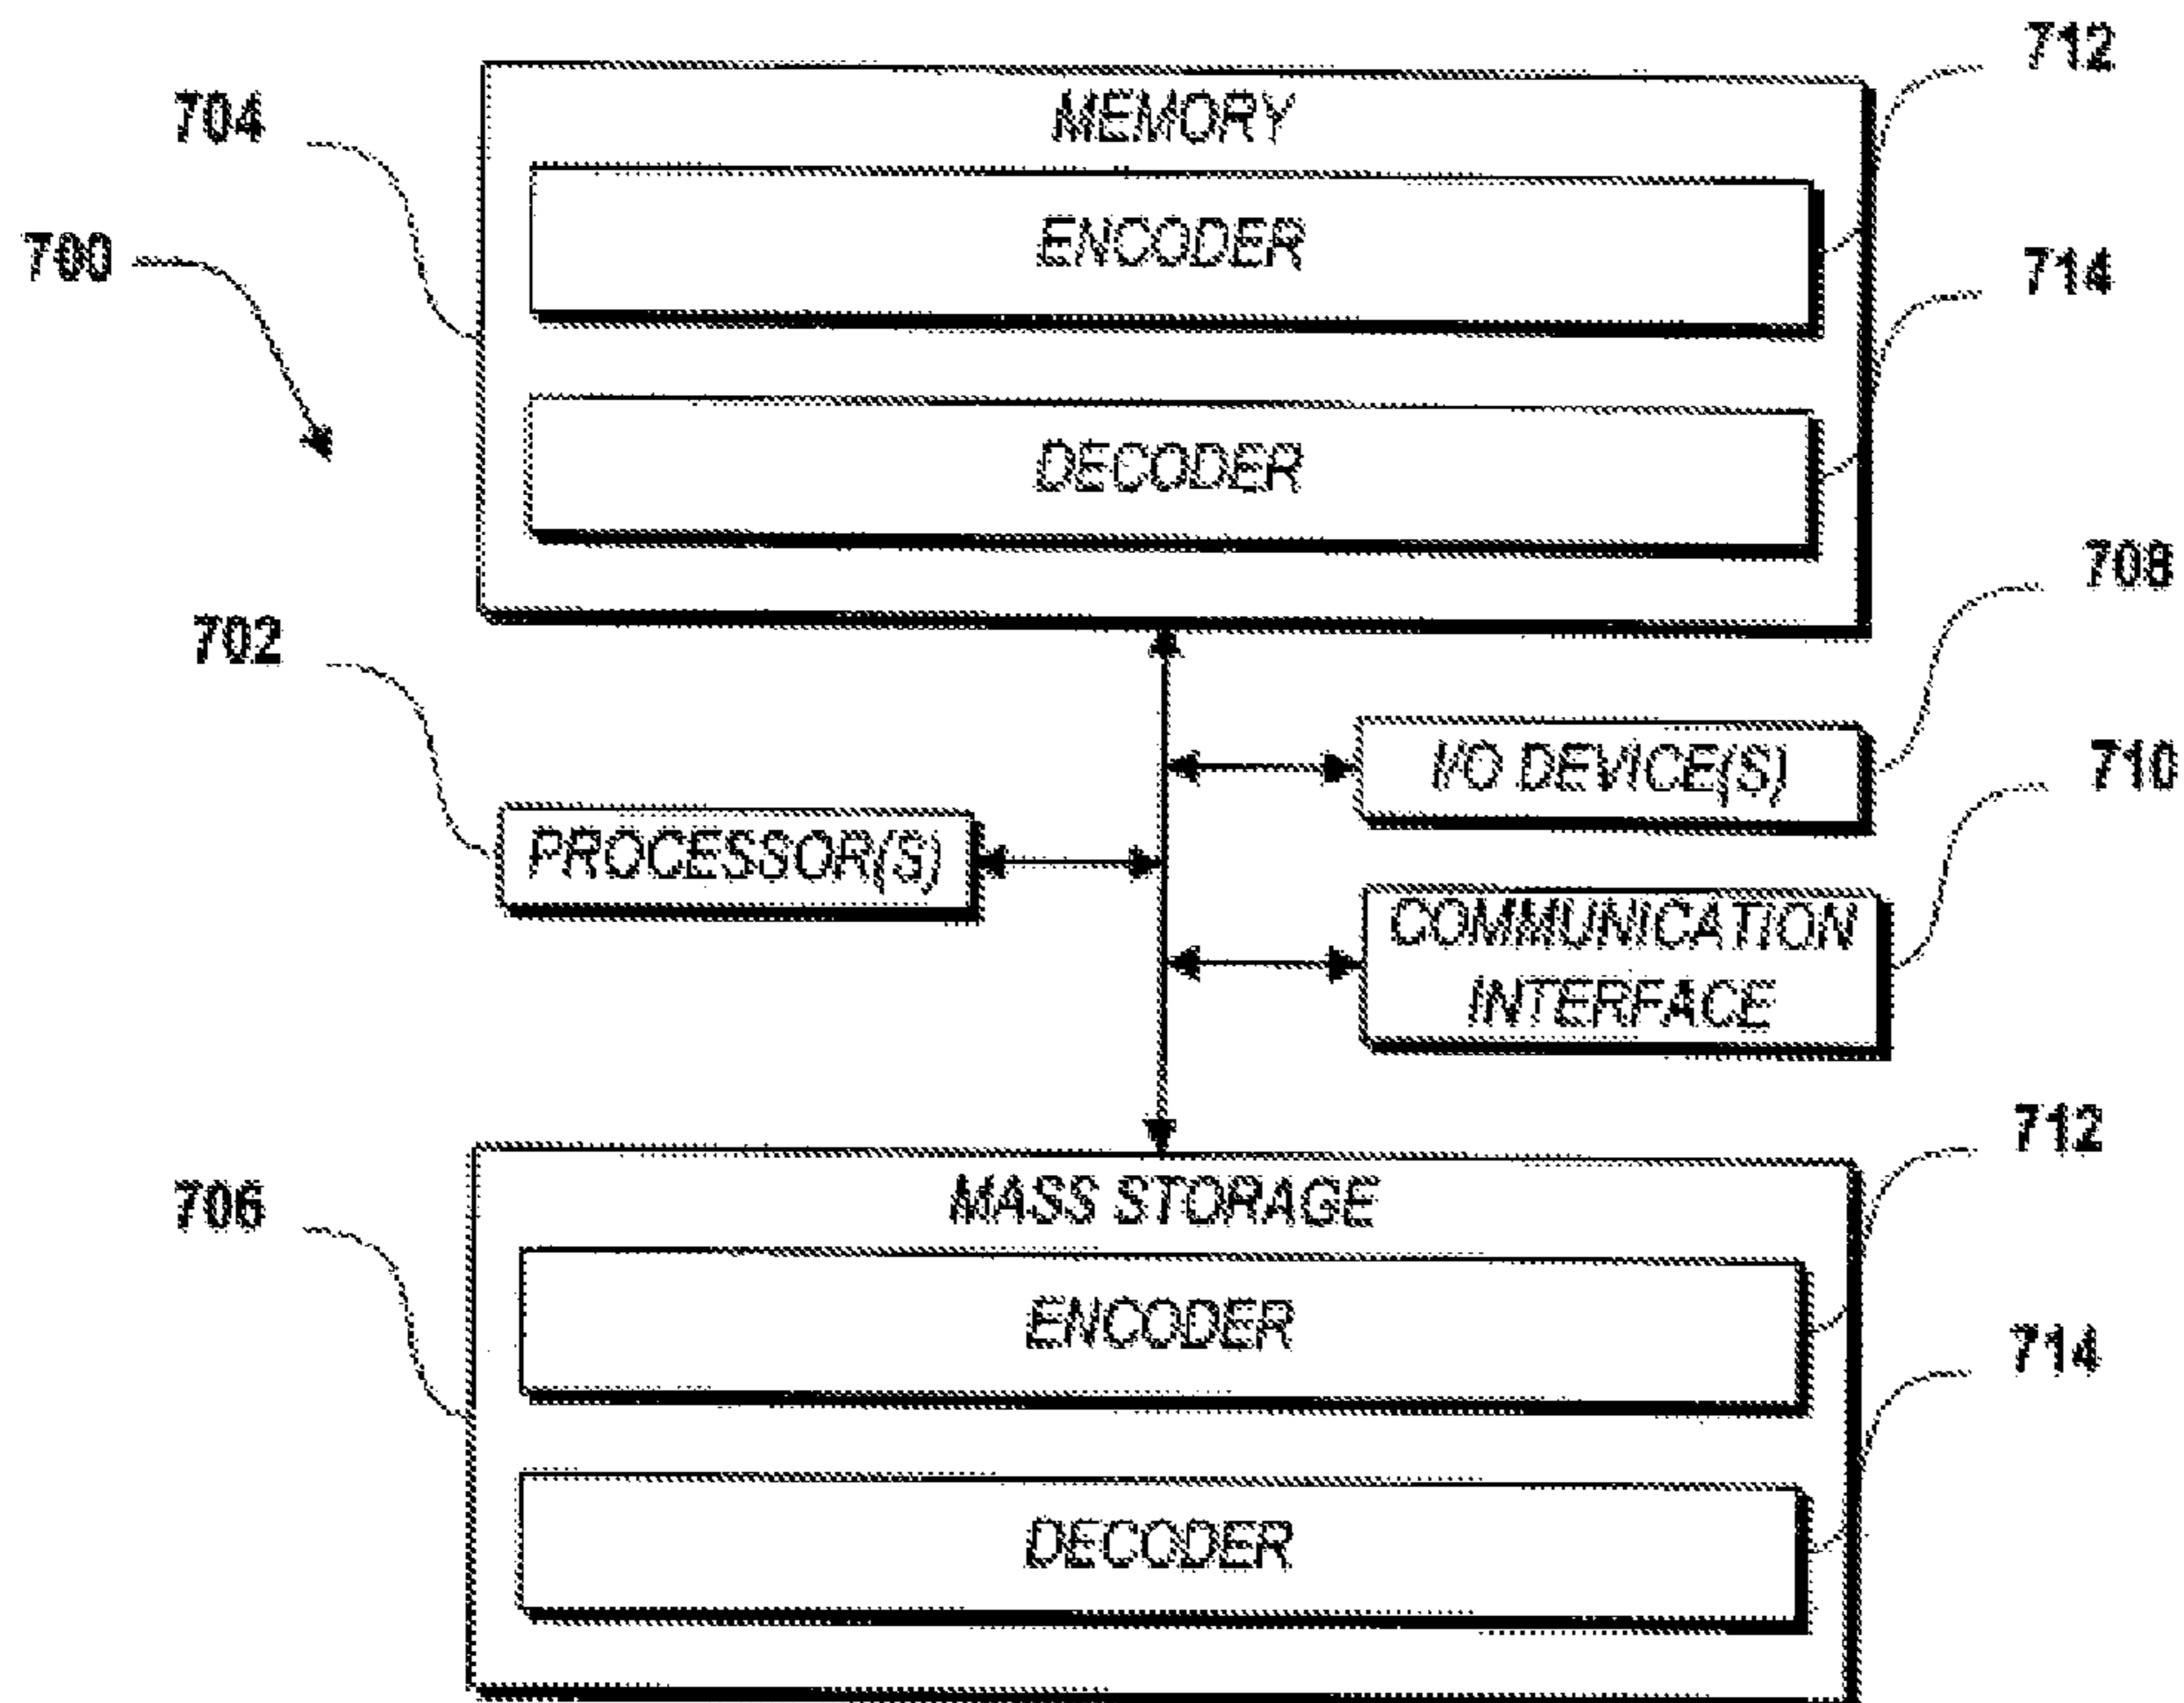 712
704
MEMORY
ENCODER
700
714
DECODER
708
702
I/O DEVICE(S)
710
PROCESSOR(S)
COMMUNICATION
INTERFACE
712
706
MASS STORAGE
ENCODER
714
DECODER